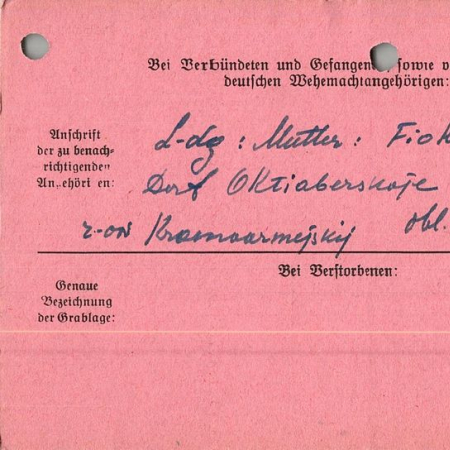 Bei Verbündeten und Gefangenen, sowie v
deutschen Wehrmachtangehörigen:
Anschrift
der zu benach-
richtigenden
Angehörigen:
L-dg: Mutter: Fiok
Dorf Oktiaberskoje
r-on Krasnoarmejskij obl.
Bei Verstorbenen:
Genaue
Bezeichnung
der Grablage: